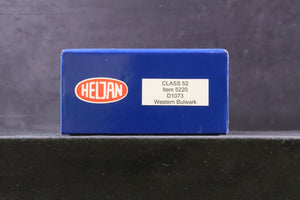 HELJAN
CLASS 52
Item 5220
D1073
Western Bulwark